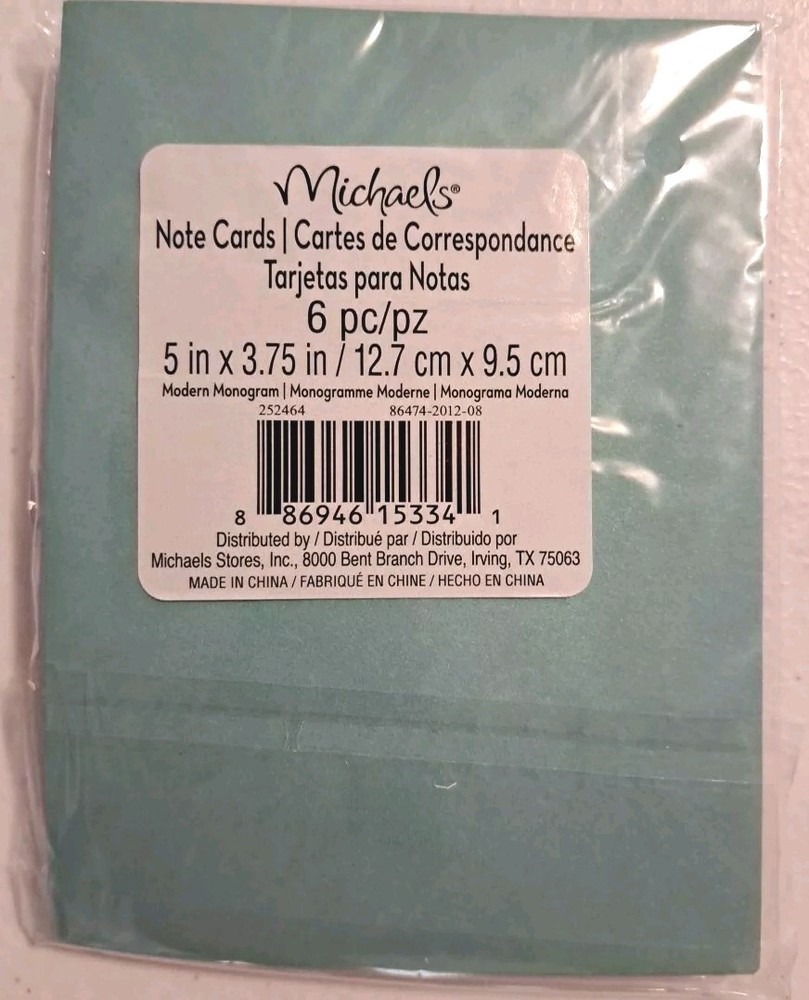 Michaels®
Note Cards | Cartes de Correspondance
Tarjetas para Notas
6 pc/pz
5 in x 3.75 in / 12.7 cm x 9.5 cm
Modern Monogram | Monogramme Moderne | Monograma Moderna
252464 86474-2012-08
8 86946 15334 1
Distributed by / Distribué par / Distribuido por
Michaels Stores, Inc., 8000 Bent Branch Drive, Irving, TX 75063
MADE IN CHINA / FABRIQUÉ EN CHINE / HECHO EN CHINA